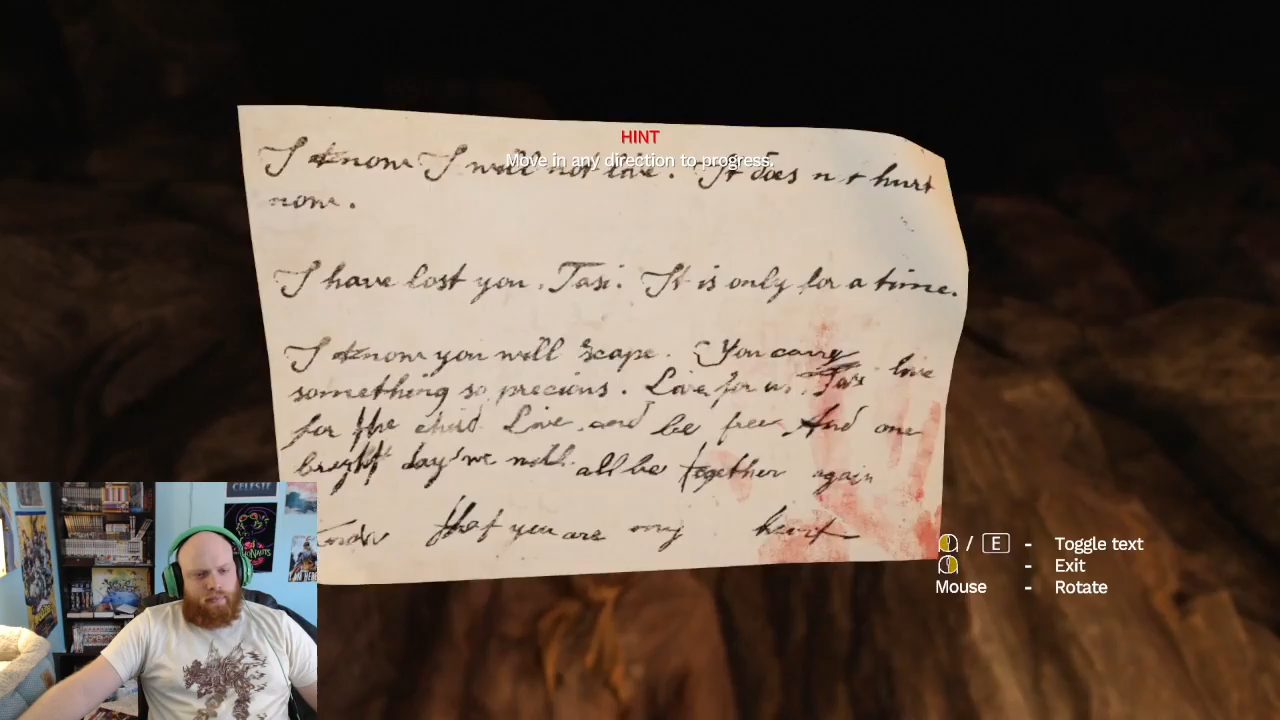 HINT
Move in any direction to progress.
I know I will not live. It does n t hurt
now.
I have lost you, Tasi. It is only for a time.
I know you will scape. You carry
something so precious. Live for us, Tasi live
for the child. Live and be free. And one
bright day we will all be together again
that you are my heart
/ E - Toggle text
- Exit
Mouse - Rotate
CELESTE